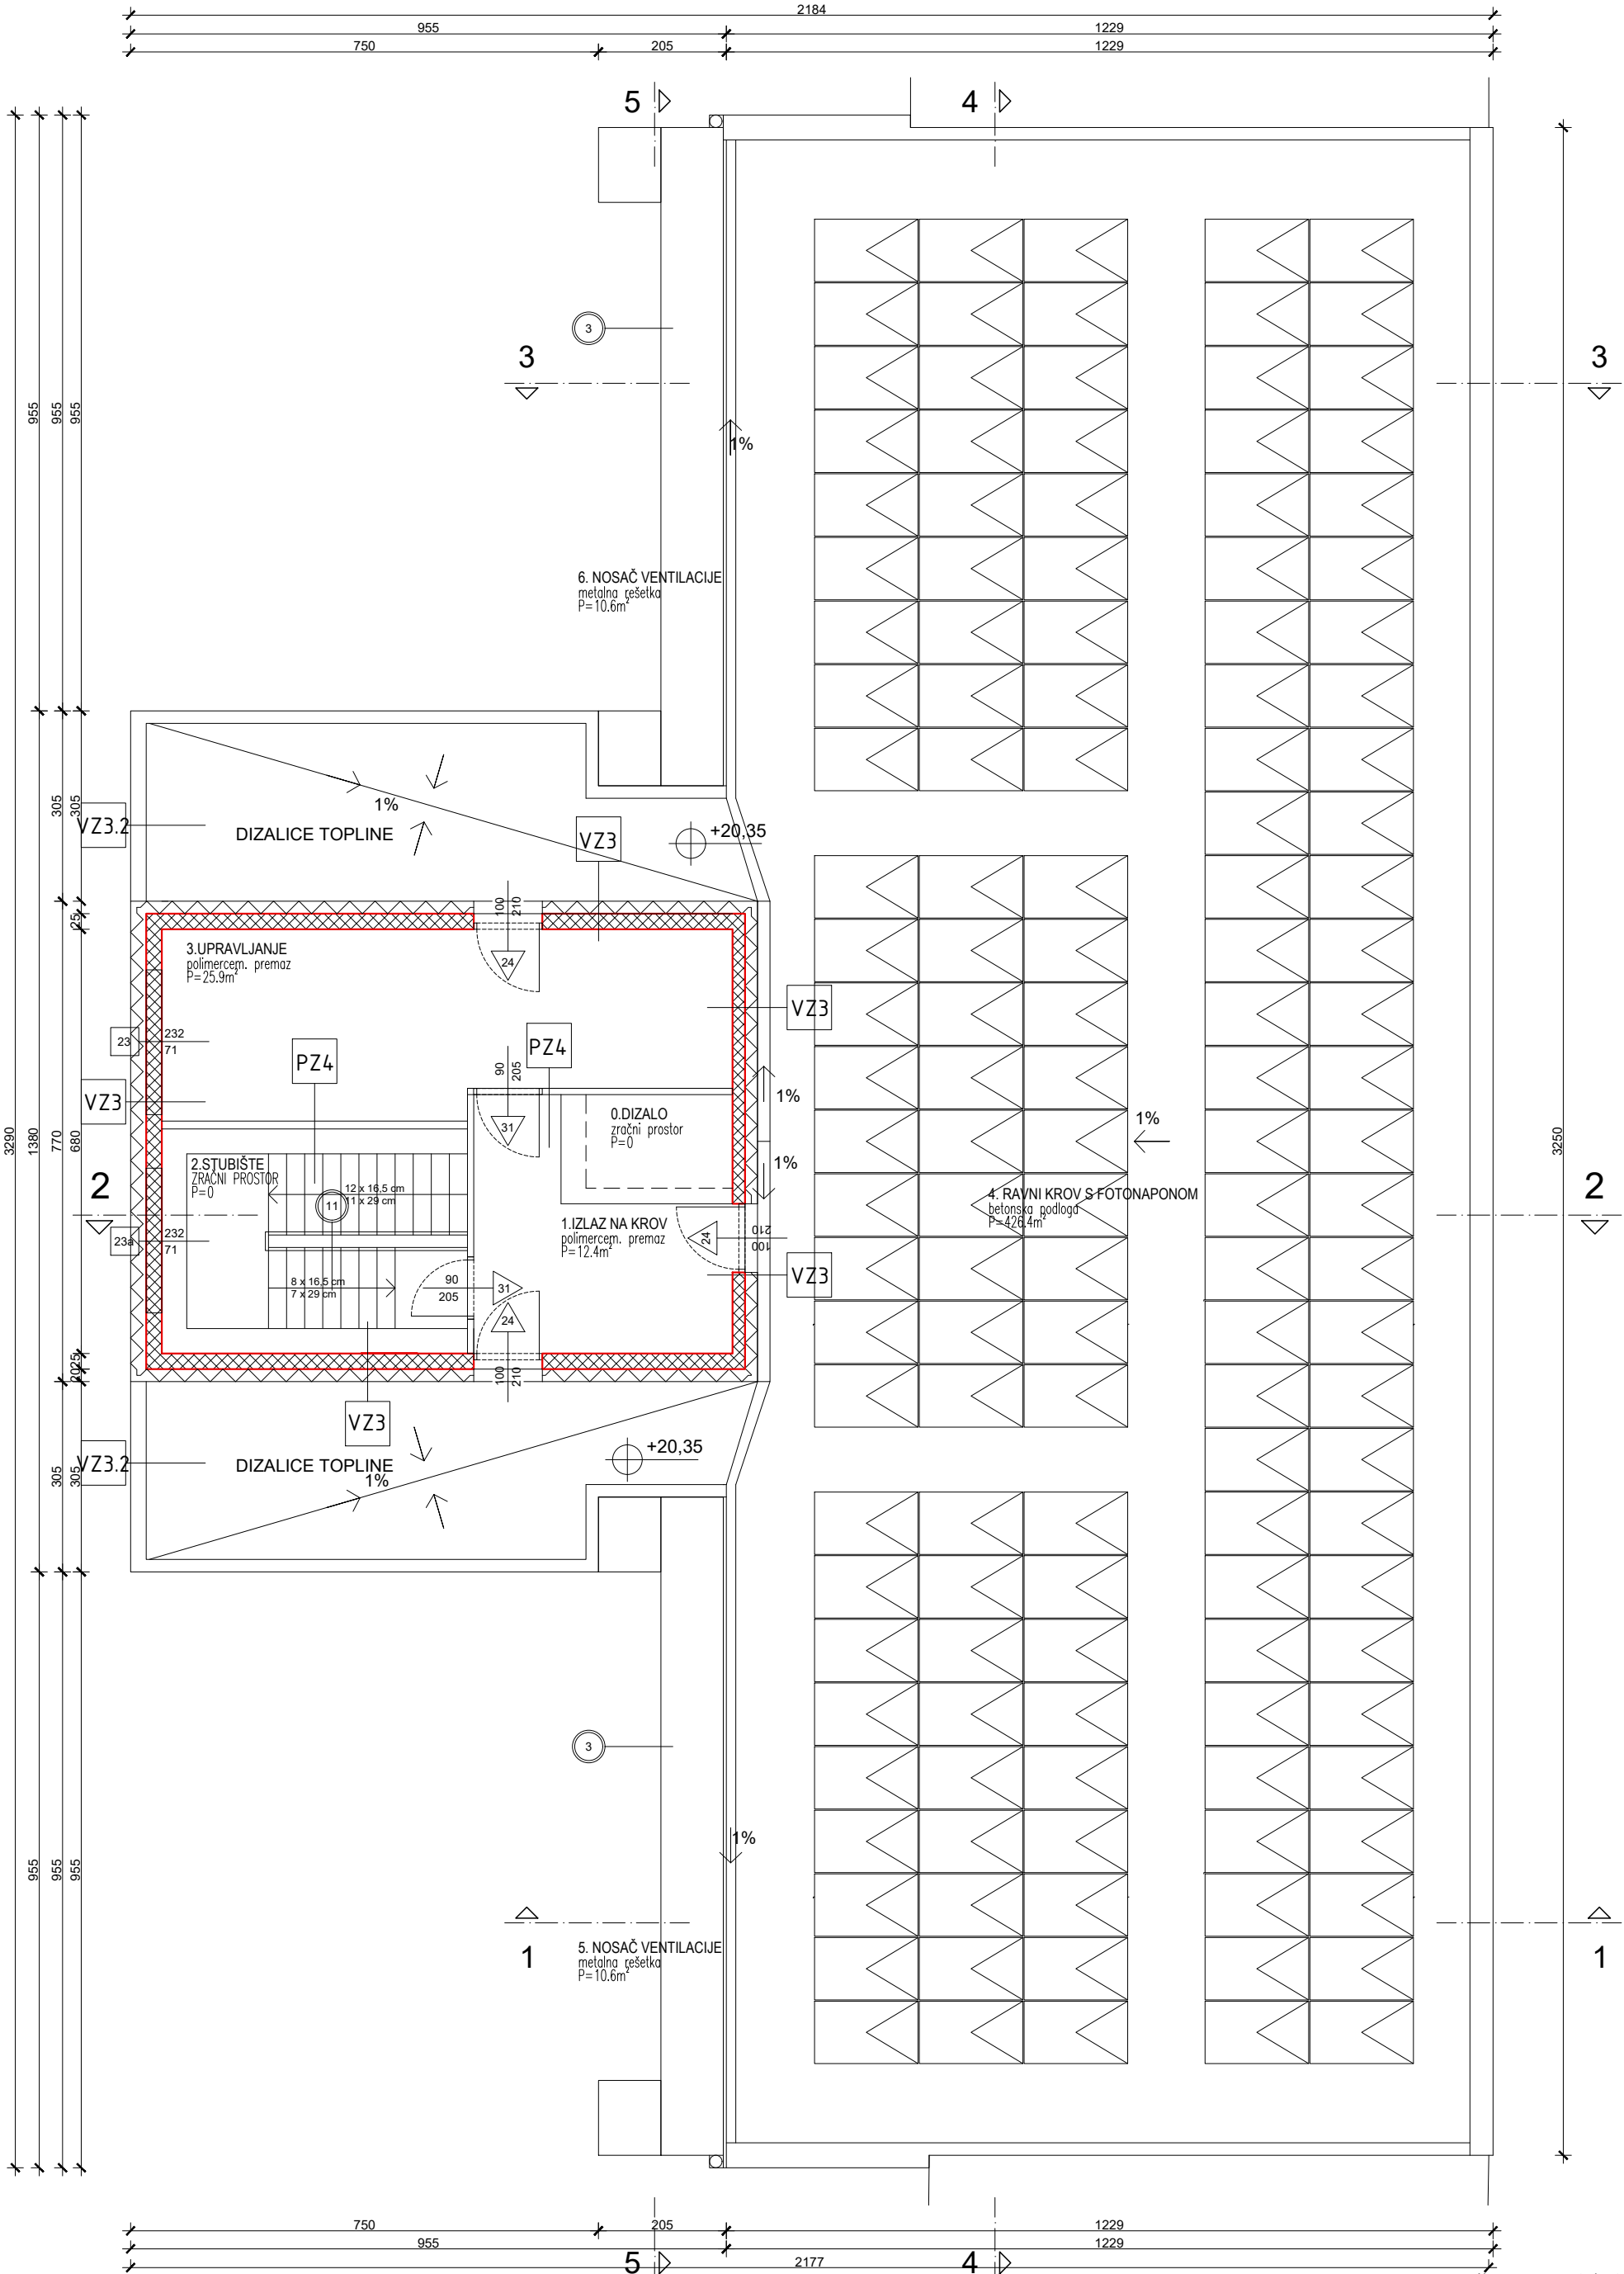 2184
955
1229
750
205
1229
5
4
3
3
3
955
955
955
1%
6. NOSAČ VENTILACIJE
metalna rešetka
P=10.6m²
305
305
VZ3.2
1%
DIZALICE TOPLINE
VZ3
+20,35
25
100
210
24
3.UPRAVLJANJE
polimercem. premaz
P=25.9m²
VZ3
23
232
71
PZ4
PZ4
90
205
VZ3
31
0.DIZALO
zračni prostor
P=0
1%
1%
1%
3290
1380
770
680
3250
2
2.STUBIŠTE
ZRAČNI PROSTOR
P=0
12 x 16,5 cm
11 x 29 cm
11
4. RAVNI KROV S FOTONAPONOM
betonska podloga
P=426.4m²
2
1.IZLAZ NA KROV
polimercem. premaz
P=12.4m²
24
100
210
23a
232
71
VZ3
8 x 16,5 cm
7 x 29 cm
90
205
31
24
20
25
100
210
VZ3
305
305
VZ3.2
DIZALICE TOPLINE
1%
+20,35
3
955
955
955
1%
1
5. NOSAČ VENTILACIJE
metalna rešetka
P=10.6m²
1
750
205
1229
955
1229
5
2177
4